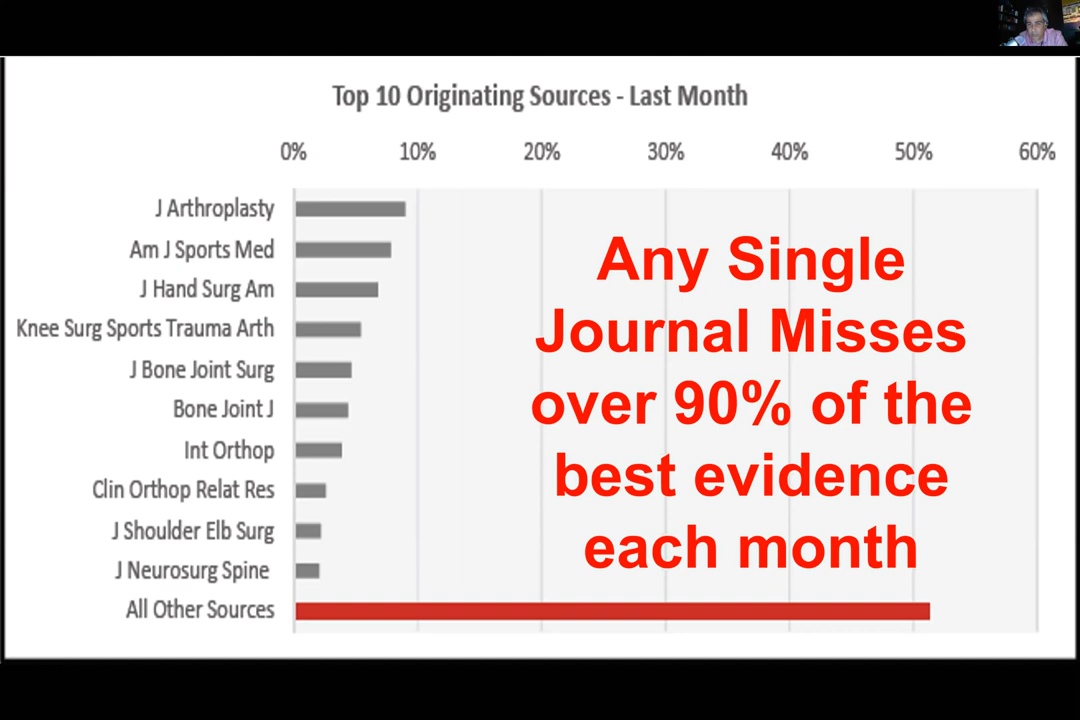 Top 10 Originating Sources - Last Month
0% 10% 20% 30% 40% 50% 60%
J Arthroplasty
Am J Sports Med
J Hand Surg Am
Knee Surg Sports Trauma Arth
J Bone Joint Surg
Bone Joint J
Int Orthop
Clin Orthop Relat Res
J Shoulder Elb Surg
J Neurosurg Spine
All Other Sources
Any Single
Journal Misses
over 90% of the
best evidence
each month